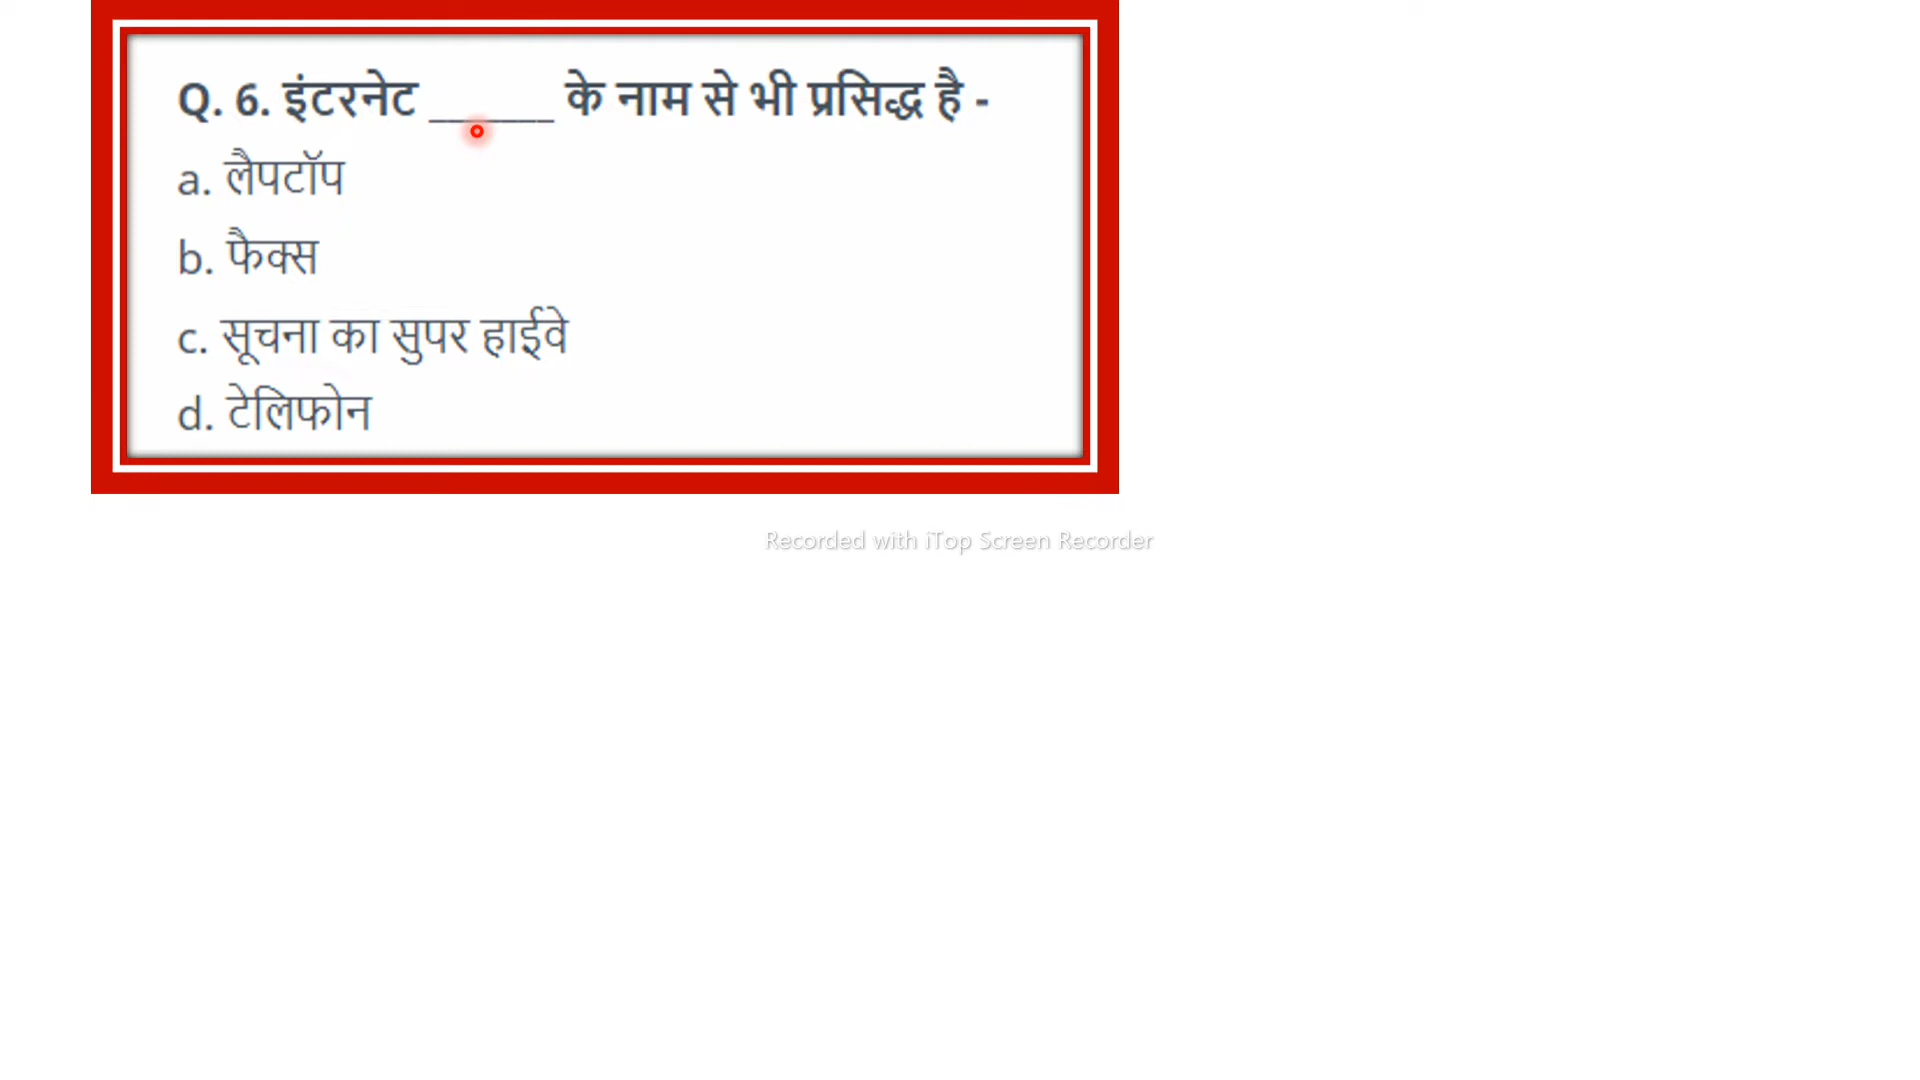 Q. 6. इंटरनेट ______ के नाम से भी प्रसिद्ध है -
a. लैपटॉप
b. फैक्स
c. सूचना का सुपर हाईवे
d. टेलिफोन
Recorded with iTop Screen Recorder